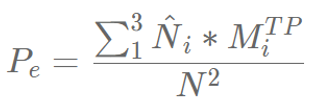 $P_e = \frac{\sum_1^3 \hat{N}_i * M_i^{TP}}{N^2}$